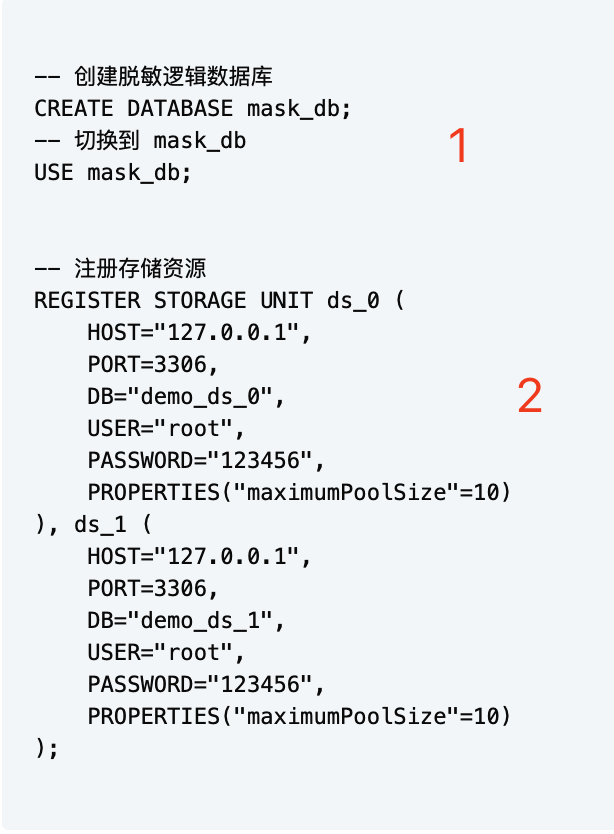 -- 创建脱敏逻辑数据库
CREATE DATABASE mask_db;
-- 切换到 mask_db
1
USE mask_db;
-- 注册存储资源
REGISTER STORAGE UNIT ds_0 (
    HOST="127.0.0.1",
    PORT=3306,
    DB="demo_ds_0",
2
    USER="root",
    PASSWORD="123456",
    PROPERTIES("maximumPoolSize"=10)
), ds_1 (
    HOST="127.0.0.1",
    PORT=3306,
    DB="demo_ds_1",
    USER="root",
    PASSWORD="123456",
    PROPERTIES("maximumPoolSize"=10)
);